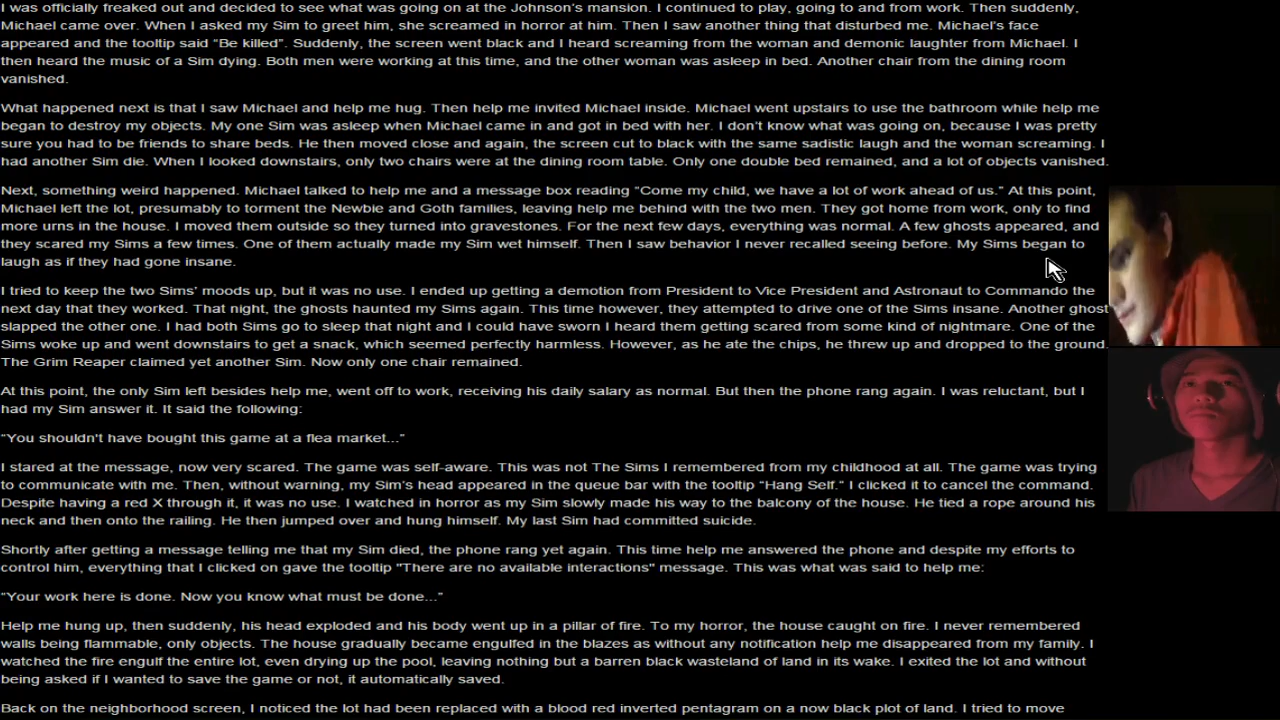 I was officially freaked out and decided to see what was going on at the Johnson's mansion. I continued to play, going to and from work. Then suddenly,
Michael came over. When I asked my Sim to greet him, she screamed in horror at him. Then I saw another thing that disturbed me. Michael's face
appeared and the tooltip said “Be killed”. Suddenly, the screen went black and I heard screaming from the woman and demonic laughter from Michael. I
then heard the music of a Sim dying. Both men were working at this time, and the other woman was asleep in bed. Another chair from the dining room
vanished.
What happened next is that I saw Michael and help me hug. Then help me invited Michael inside. Michael went upstairs to use the bathroom while help me
began to destroy my objects. My one Sim was asleep when Michael came in and got in bed with her. I don't know what was going on, because I was pretty
sure you had to be friends to share beds. He then moved close and again, the screen cut to black with the same sadistic laugh and the woman screaming. I
had another Sim die. When I looked downstairs, only two chairs were at the dining room table. Only one double bed remained, and a lot of objects vanished.
Next, something weird happened. Michael talked to help me and a message box reading “Come my child, we have a lot of work ahead of us.” At this point,
Michael left the lot, presumably to torment the Newbie and Goth families, leaving help me behind with the two men. They got home from work, only to find
more urns in the house. I moved them outside so they turned into gravestones. For the next few days, everything was normal. A few ghosts appeared, and
they scared my Sims a few times. One of them actually made my Sim wet himself. Then I saw behavior I never recalled seeing before. My Sims began to
laugh as if they had gone insane.
I tried to keep the two Sims' moods up, but it was no use. I ended up getting a demotion from President to Vice President and Astronaut to Commando the
next day that they worked. That night, the ghosts haunted my Sims again. This time however, they attempted to drive one of the Sims insane. Another ghost
slapped the other one. I had both Sims go to sleep that night and I could have sworn I heard them getting scared from some kind of nightmare. One of the
Sims woke up and went downstairs to get a snack, which seemed perfectly harmless. However, as he ate the chips, he threw up and dropped to the ground.
The Grim Reaper claimed yet another Sim. Now only one chair remained.
At this point, the only Sim left besides help me, went off to work, receiving his daily salary as normal. But then the phone rang again. I was reluctant, but I
had my Sim answer it. It said the following:
“You shouldn't have bought this game at a flea market...”
I stared at the message, now very scared. The game was self-aware. This was not The Sims I remembered from my childhood at all. The game was trying
to communicate with me. Then, without warning, my Sim's head appeared in the queue bar with the tooltip “Hang Self.” I clicked it to cancel the command.
Despite having a red X through it, it was no use. I watched in horror as my Sim slowly made his way to the balcony of the house. He tied a rope around his
neck and then onto the railing. He then jumped over and hung himself. My last Sim had committed suicide.
Shortly after getting a message telling me that my Sim died, the phone rang yet again. This time help me answered the phone and despite my efforts to
control him, everything that I clicked on gave the tooltip "There are no available interactions" message. This was what was said to help me:
“Your work here is done. Now you know what must be done...”
Help me hung up, then suddenly, his head exploded and his body went up in a pillar of fire. To my horror, the house caught on fire. I never remembered
walls being flammable, only objects. The house gradually became engulfed in the blazes as without any notification help me disappeared from my family. I
watched the fire engulf the entire lot, even drying up the pool, leaving nothing but a barren black wasteland of land in its wake. I exited the lot and without
being asked if I wanted to save the game or not, it automatically saved.
Back on the neighborhood screen, I noticed the lot had been replaced with a blood red inverted pentagram on a now black plot of land. I tried to move